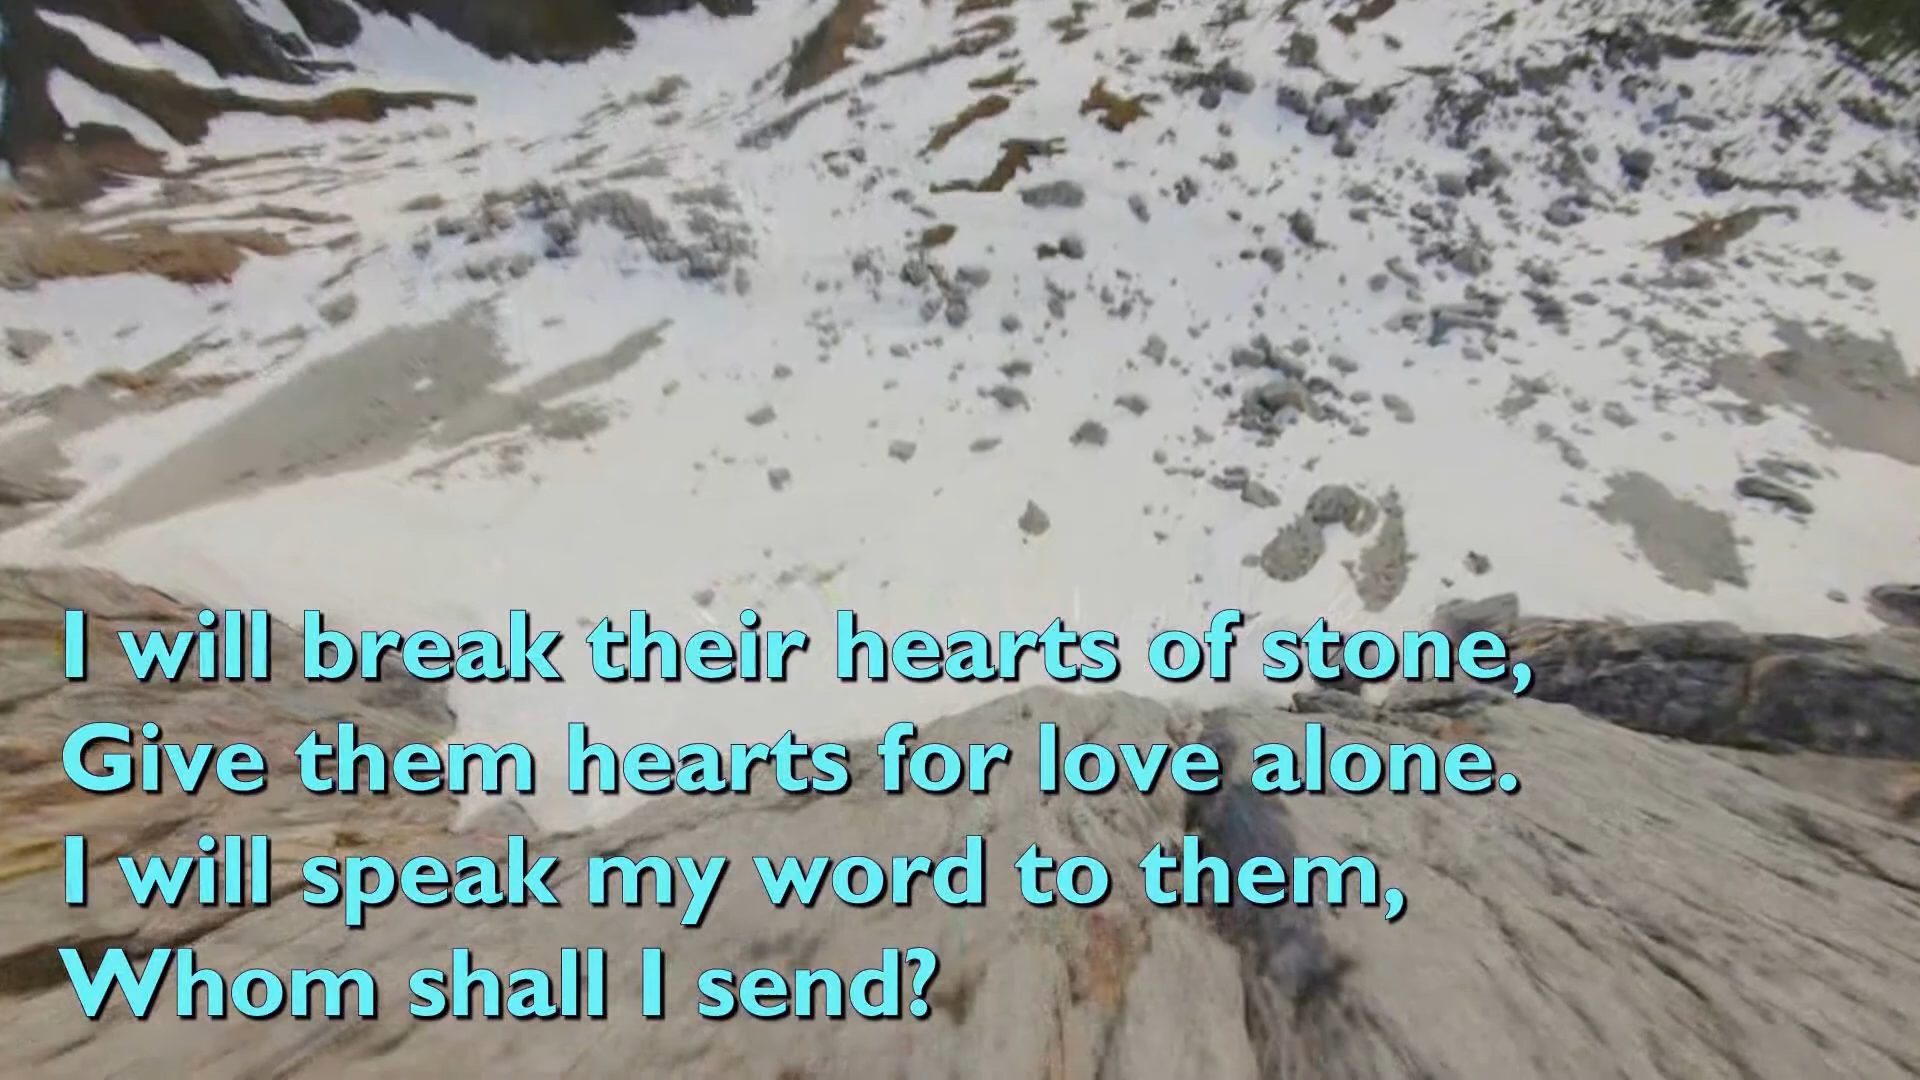 I will break their hearts of stone,
Give them hearts for love alone.
I will speak my word to them,
Whom shall I send?